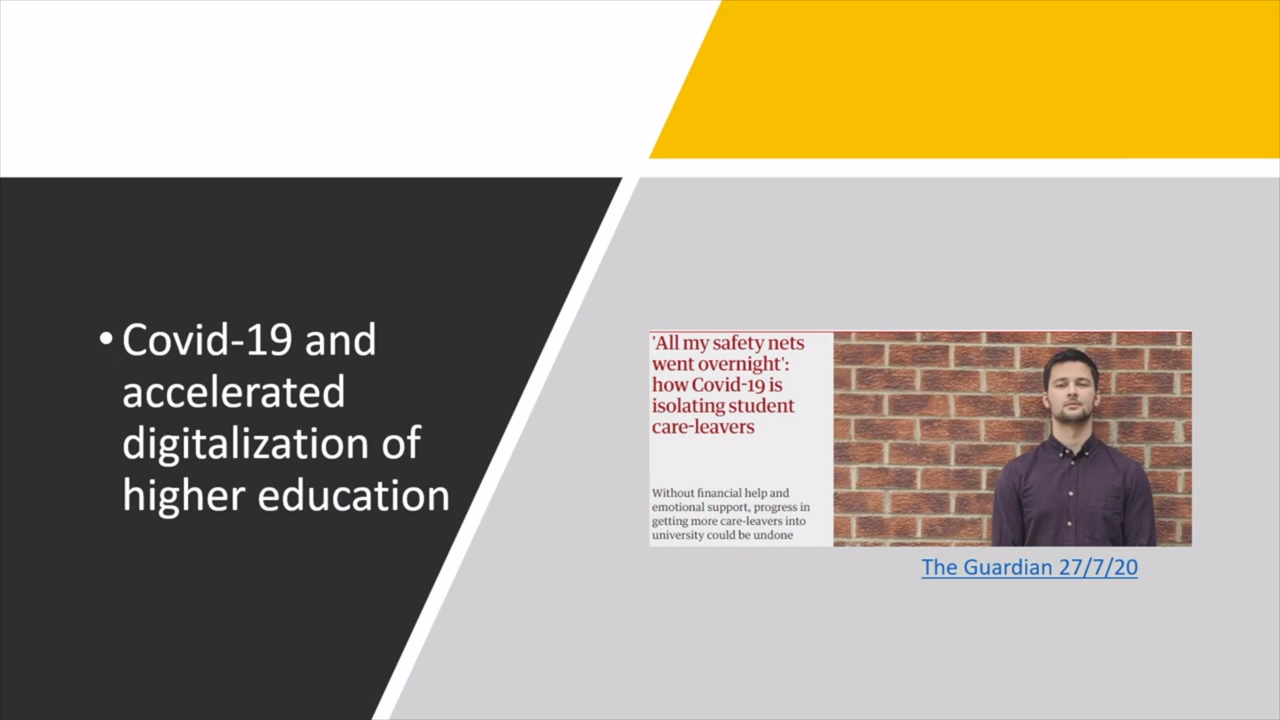 • Covid-19 and
accelerated
digitalization of
higher education
'All my safety nets
went overnight':
how Covid-19 is
isolating student
care-leavers
Without financial help and
emotional support, progress in
getting more care-leavers into
university could be undone
The Guardian 27/7/20